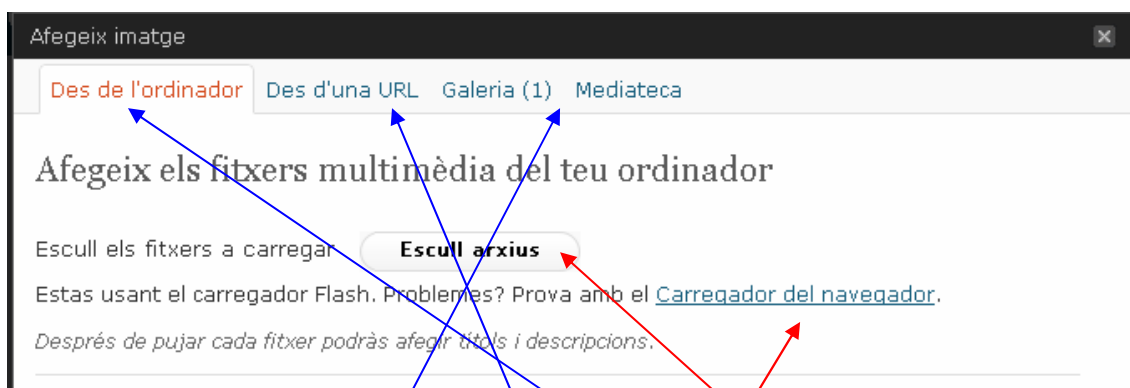 Afegeix imatge
Des de l'ordinador Des d'una URL Galeria (1) Mediateca
Afegeix els fitxers multimèdia del teu ordinador
Escull els fitxers a carregar Escull arxius
Estas usant el carregador Flash. Problemes? Prova amb el Carregador del navegador.
Després de pujar cada fitxer podràs afegir títols i descripcions.